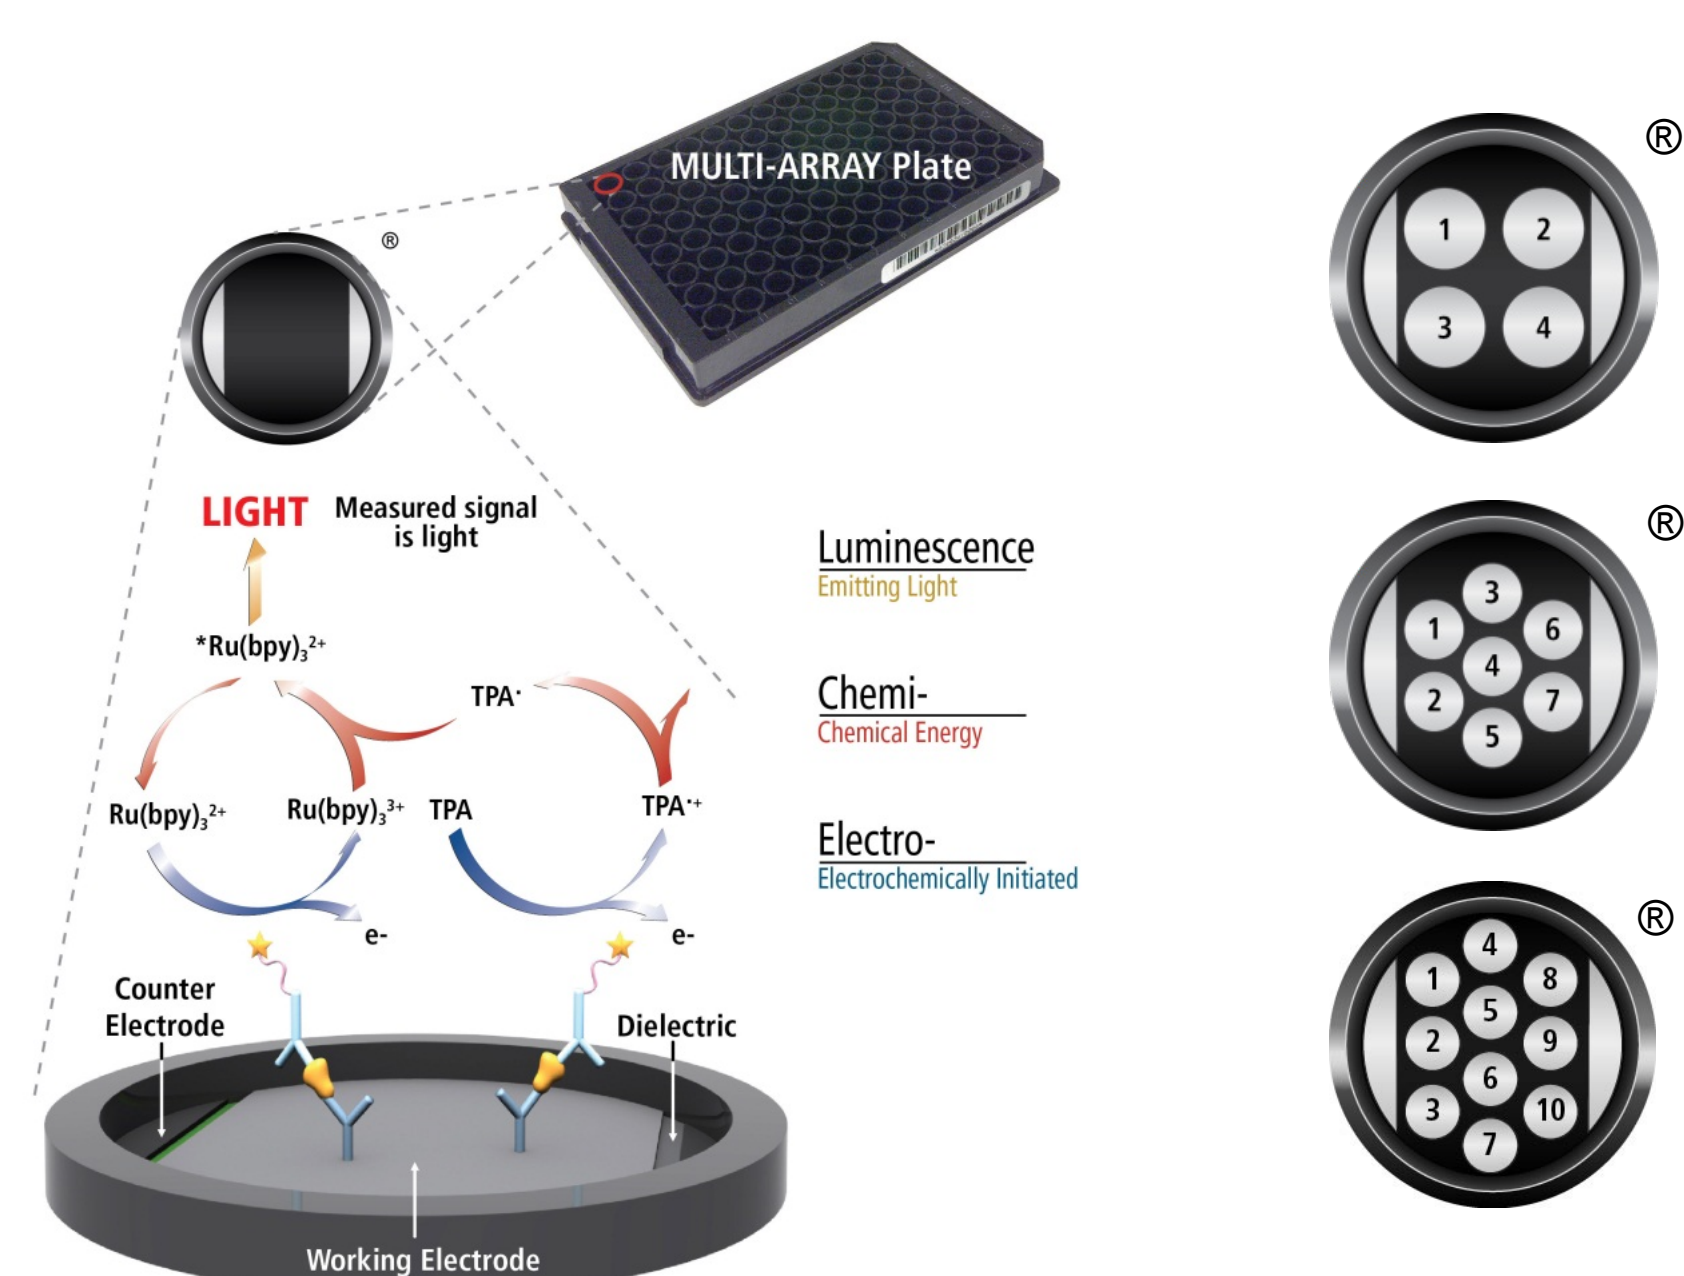 MULTI-ARRAY Plate
®
LIGHT
Measured signal
is light
*Ru(bpy)₃²⁺
TPA·
Ru(bpy)₃²⁺
Ru(bpy)₃³⁺
TPA
TPA·⁺
e-
e-
Counter
Electrode
Dielectric
Working Electrode
Luminescence
Emitting Light
Chemi-
Chemical Energy
Electro-
Electrochemically Initiated
®
1 2
3 4
®
3
1 6
4
2 7
5
®
4
1 8
5
2 9
6
3 10
7